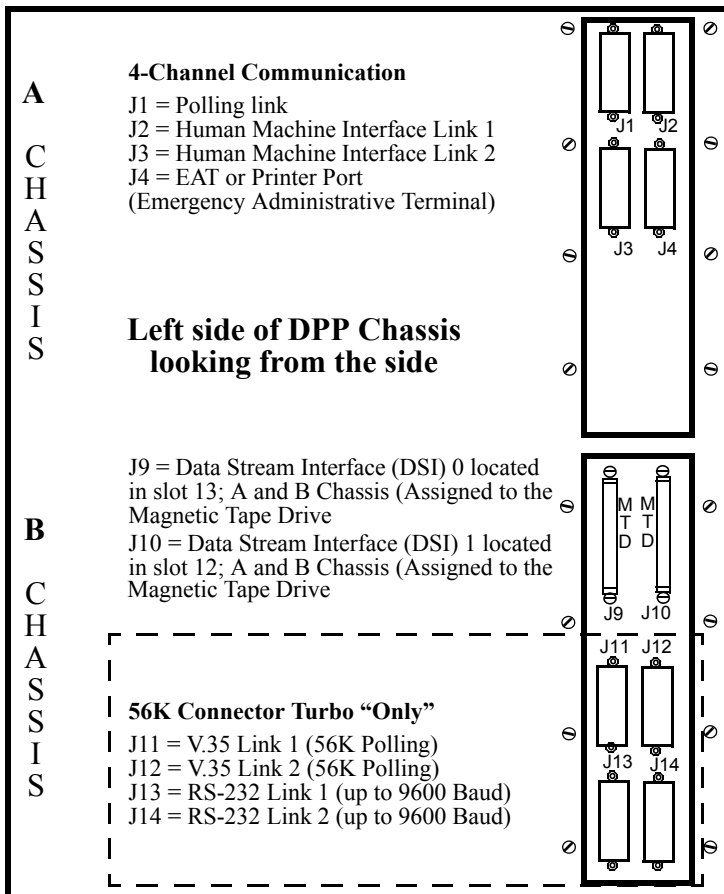 A
CHASSIS
4-Channel Communication
J1 = Polling link
J2 = Human Machine Interface Link 1
J3 = Human Machine Interface Link 2
J4 = EAT or Printer Port
(Emergency Administrative Terminal)
J1 J2
J3 J4
Left side of DPP Chassis
looking from the side
B
CHASSIS
J9 = Data Stream Interface (DSI) 0 located
in slot 13; A and B Chassis (Assigned to the
Magnetic Tape Drive
J10 = Data Stream Interface (DSI) 1 located
in slot 12; A and B Chassis (Assigned to the
Magnetic Tape Drive
MTD MTD
J9 J10
J11 J12
56K Connector Turbo “Only”
J11 = V.35 Link 1 (56K Polling)
J12 = V.35 Link 2 (56K Polling)
J13 = RS-232 Link 1 (up to 9600 Baud)
J14 = RS-232 Link 2 (up to 9600 Baud)
J13 J14